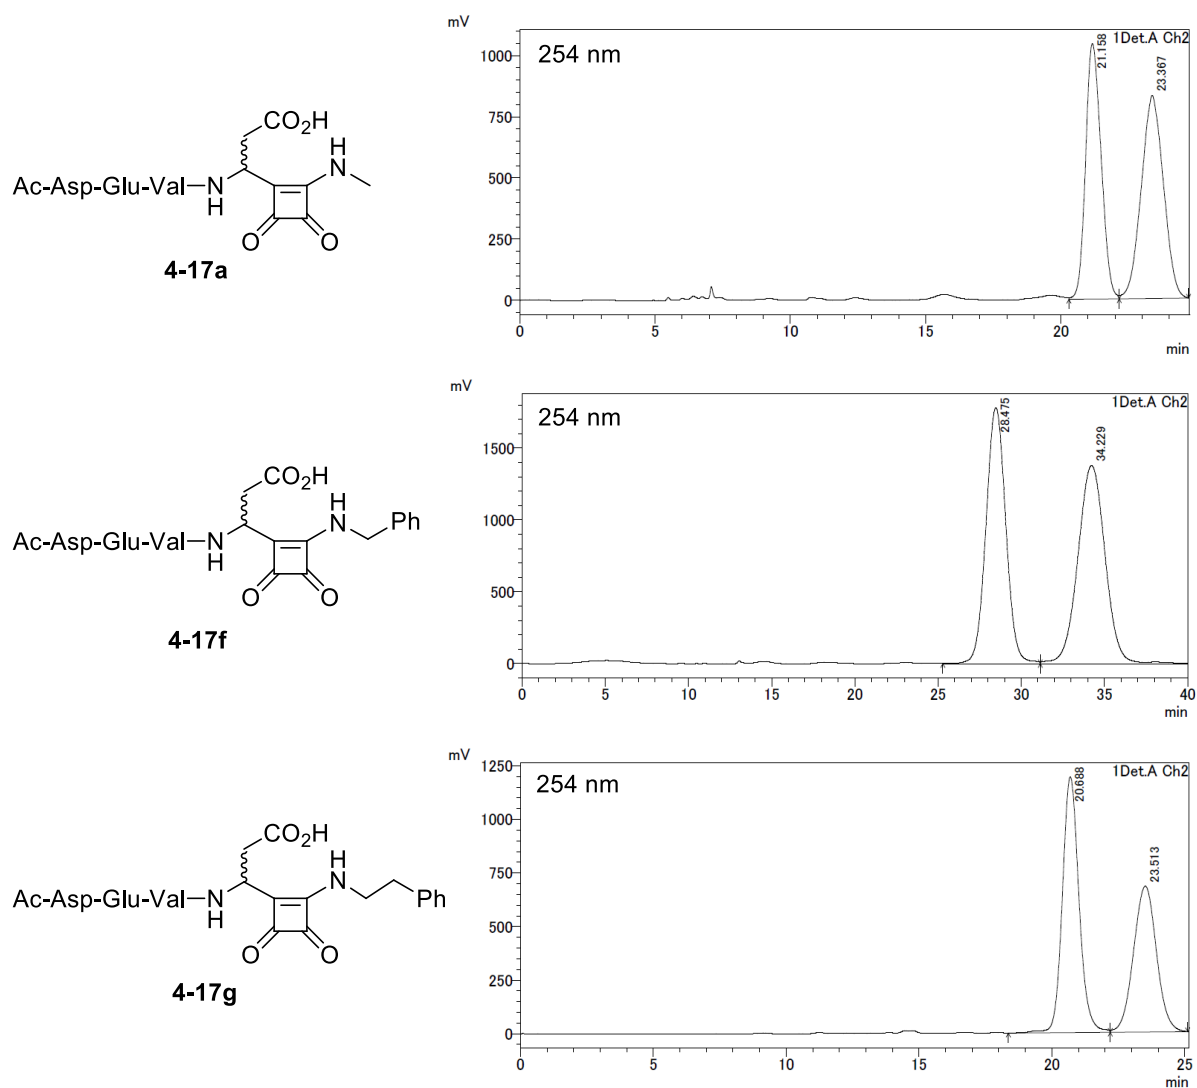 mV
254 nm
1Det.A Ch2
21.158
23.367
1000
750
500
250
0
0 5 10 15 20
min
CO2H
H
N
Ac-Asp-Glu-Val
N
H
O O
4-17a
mV
254 nm
1Det.A Ch2
28.475
34.229
1500
1000
500
0
0 5 10 15 20 25 30 35 40
min
CO2H
H
N
Ph
Ac-Asp-Glu-Val
N
H
O O
4-17f
mV
254 nm
1Det.A Ch2
20.688
23.513
1250
1000
750
500
250
0
0 5 10 15 20 25
min
CO2H
H
N
Ph
Ac-Asp-Glu-Val
N
H
O O
4-17g